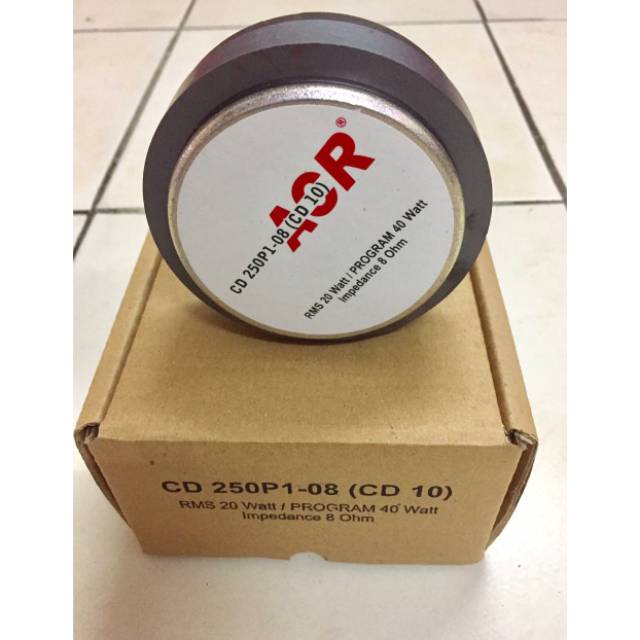 ACR®
CD 250P1-08 (CD 10)
RMS 20 Watt / PROGRAM 40 Watt
Impedance 8 Ohm
CD 250P1-08 (CD 10)
RMS 20 Watt / PROGRAM 40 Watt
Impedance 8 Ohm